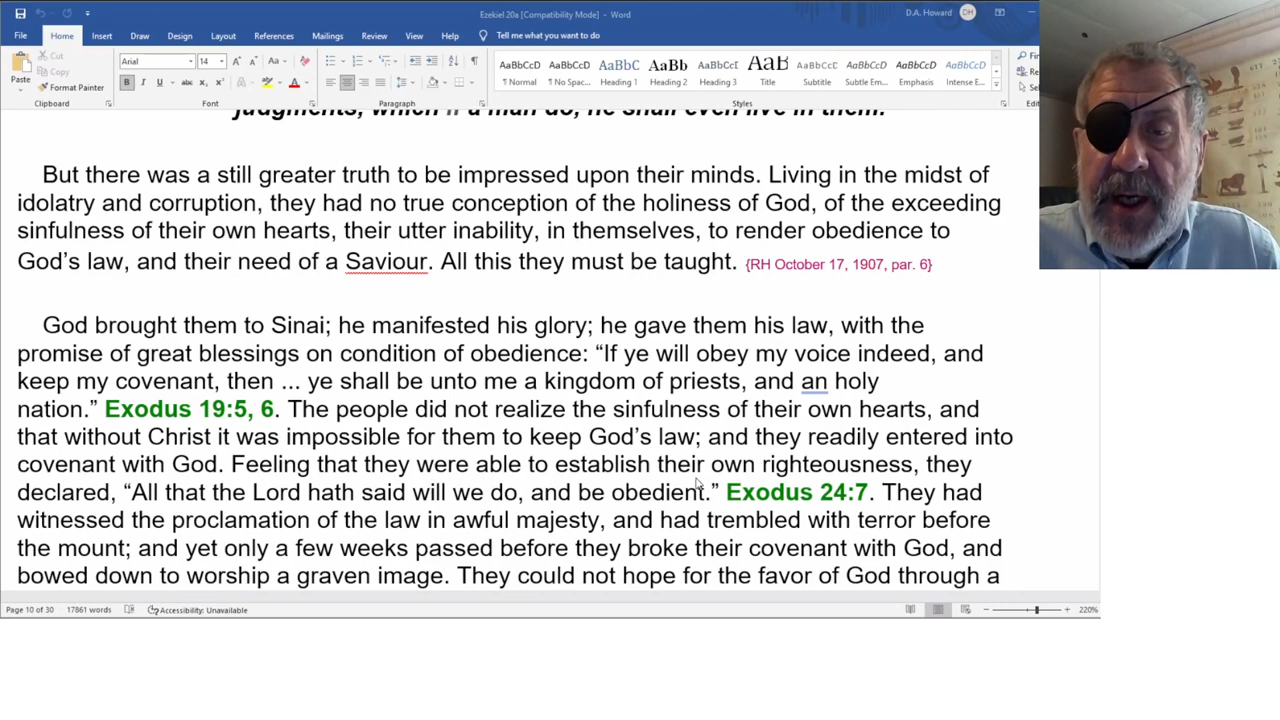 Ezekiel 20a [Compatibility Mode] - Word
D.A. Howard DH
File Home Insert Draw Design Layout References Mailings Review View Help Tell me what you want to do
Paste
Cut
Copy
Format Painter
Clipboard
Arial 14
B I U
Font
Paragraph
AaBbCcD AaBbCcD AaBbC AaBb AaBbCcI AaB AaBbCcD AaBbCcD AaBbCcD AaBbCcD
¶ Normal ¶ No Spac... Heading 1 Heading 2 Heading 3 Title Subtitle Subtle Em... Emphasis Intense E...
Styles
judgments, which if a man do, he shall even live in them.
But there was a still greater truth to be impressed upon their minds. Living in the midst of
idolatry and corruption, they had no true conception of the holiness of God, of the exceeding
sinfulness of their own hearts, their utter inability, in themselves, to render obedience to
God’s law, and their need of a Saviour. All this they must be taught. {RH October 17, 1907, par. 6}
God brought them to Sinai; he manifested his glory; he gave them his law, with the
promise of great blessings on condition of obedience: “If ye will obey my voice indeed, and
keep my covenant, then ... ye shall be unto me a kingdom of priests, and an holy
nation.” Exodus 19:5, 6. The people did not realize the sinfulness of their own hearts, and
that without Christ it was impossible for them to keep God’s law; and they readily entered into
covenant with God. Feeling that they were able to establish their own righteousness, they
declared, “All that the Lord hath said will we do, and be obedient.” Exodus 24:7. They had
witnessed the proclamation of the law in awful majesty, and had trembled with terror before
the mount; and yet only a few weeks passed before they broke their covenant with God, and
bowed down to worship a graven image. They could not hope for the favor of God through a
Page 10 of 30 17861 words Accessibility: Unavailable 220%